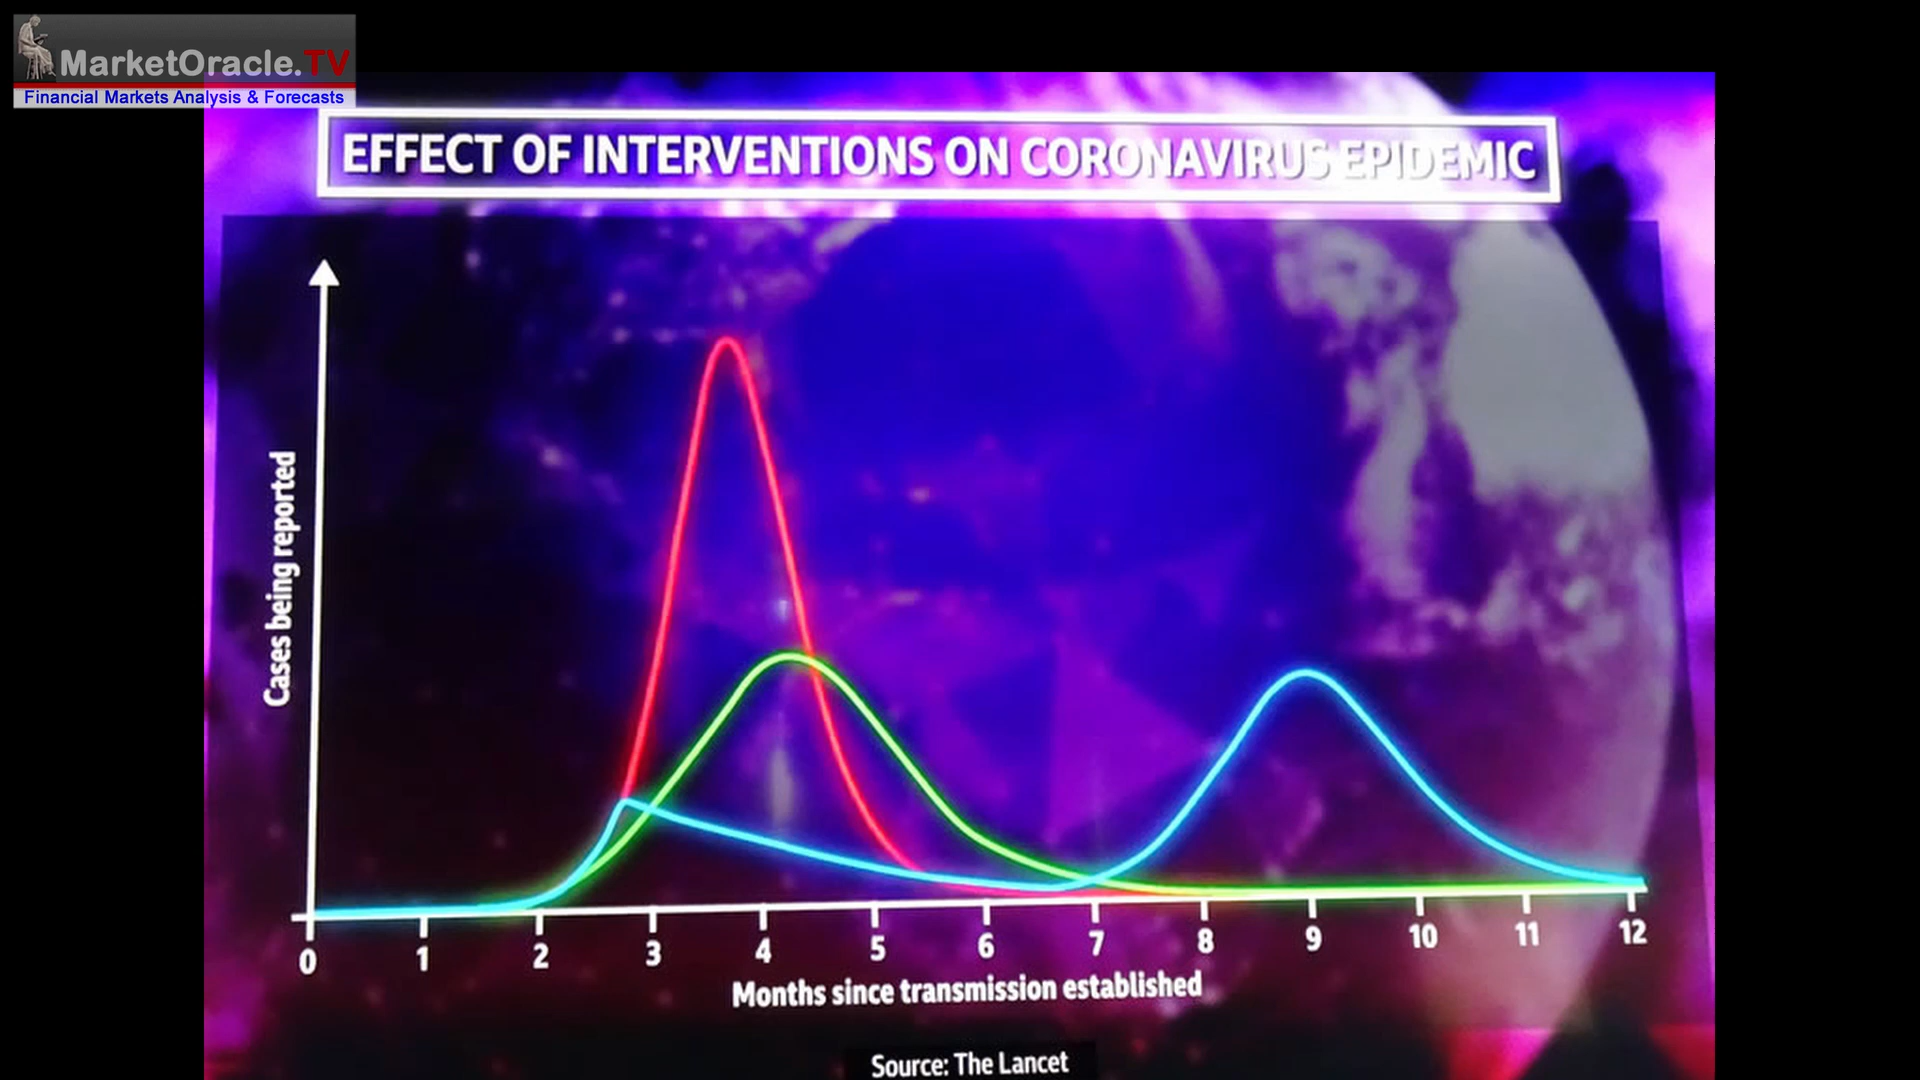 MarketOracle.TV
Financial Markets Analysis & Forecasts
EFFECT OF INTERVENTIONS ON CORONAVIRUS EPIDEMIC
Cases being reported
0 1 2 3 4 5 6 7 8 9 10 11 12
Months since transmission established
Source: The Lancet